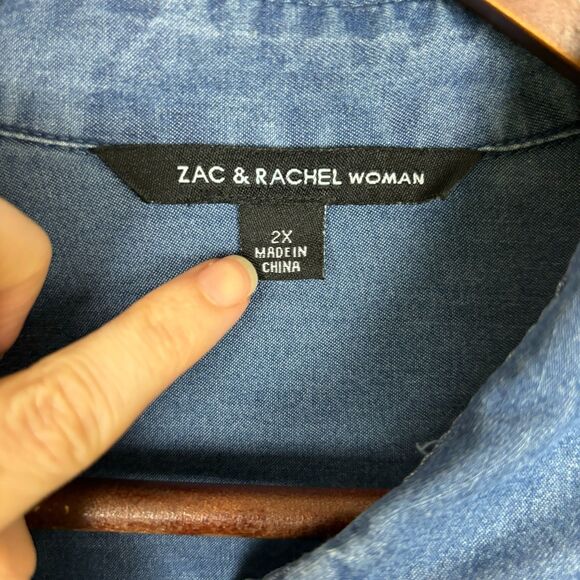 ZAC & RACHEL WOMAN
2X
MADE IN
CHINA